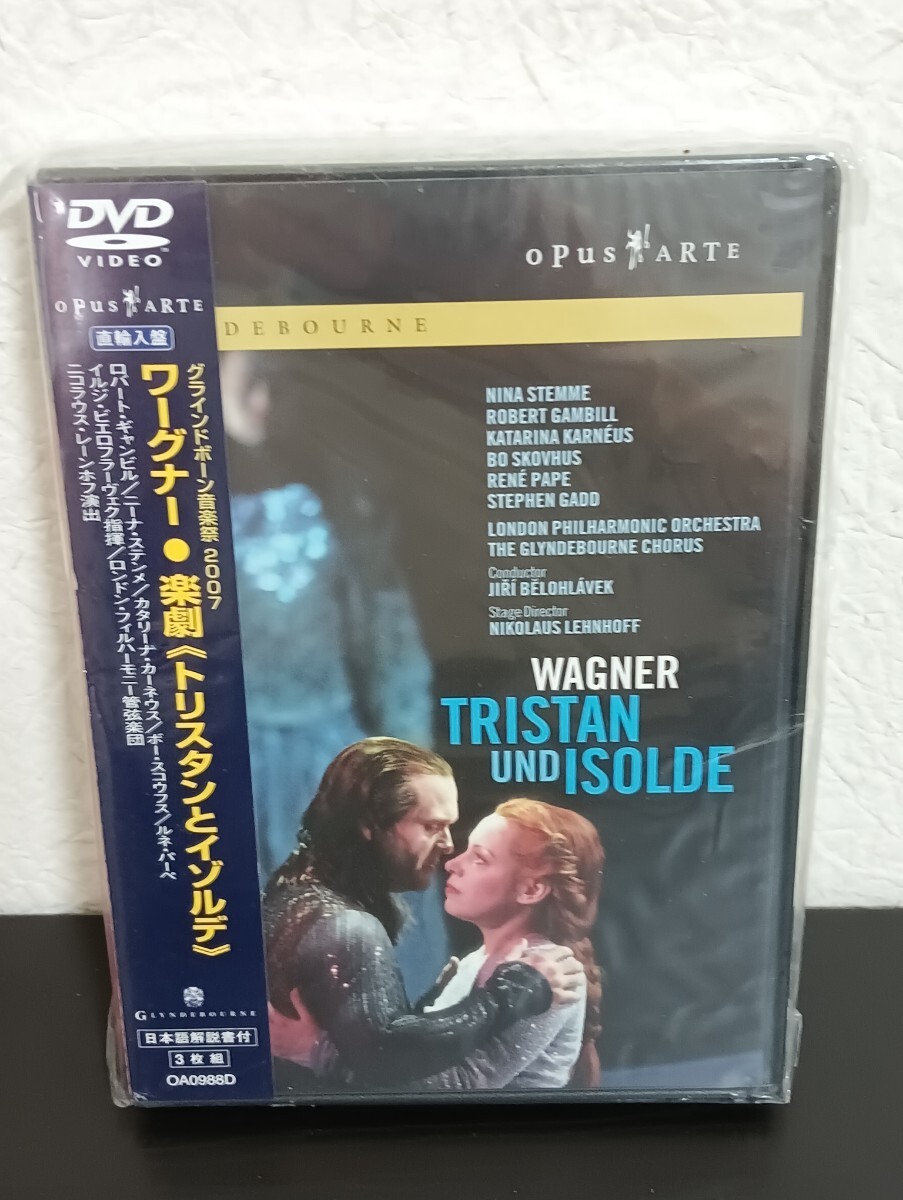 DVD
VIDEO
OPUS ARTE
直輸入盤
グラインドボーン音楽祭 2007
ワーグナー●楽劇《トリスタンとイゾルデ》
ロバート・ギャンビル／ニーナ・ステンメ／カタリーナ・カーネウス／ボー・スコウフス／ルネ・パーペ
イルジ・ビエロフラーヴェク指揮／ロンドン・フィルハーモニー管弦楽団
ニコラウス・レーンホフ演出
GLYNDEBOURNE
日本語解説書付
3枚組
OA0988D
OPUS ARTE
DEBOURNE
NINA STEMME
ROBERT GAMBILL
KATARINA KARNÉUS
BO SKOVHUS
RENÉ PAPE
STEPHEN GADD
LONDON PHILHARMONIC ORCHESTRA
THE GLYNDEBOURNE CHORUS
Conductor
JIŘÍ BĚLOHLÁVEK
Stage Director
NIKOLAUS LEHNHOFF
WAGNER
TRISTAN
UND ISOLDE